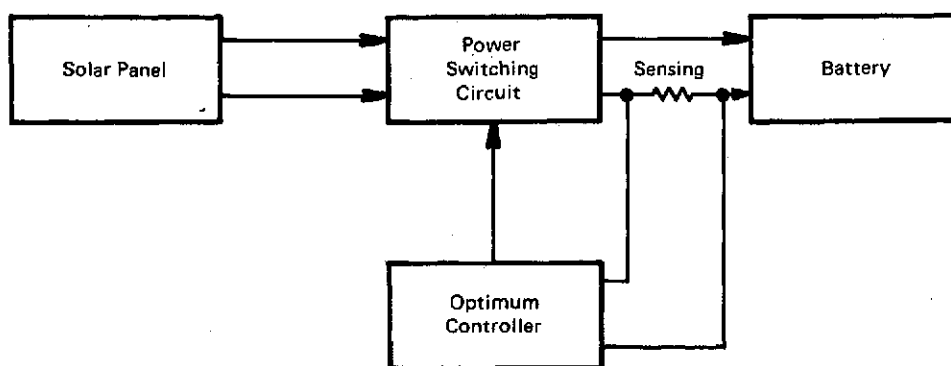 Solar Panel
Power
Switching
Circuit
Sensing
Battery
Optimum
Controller